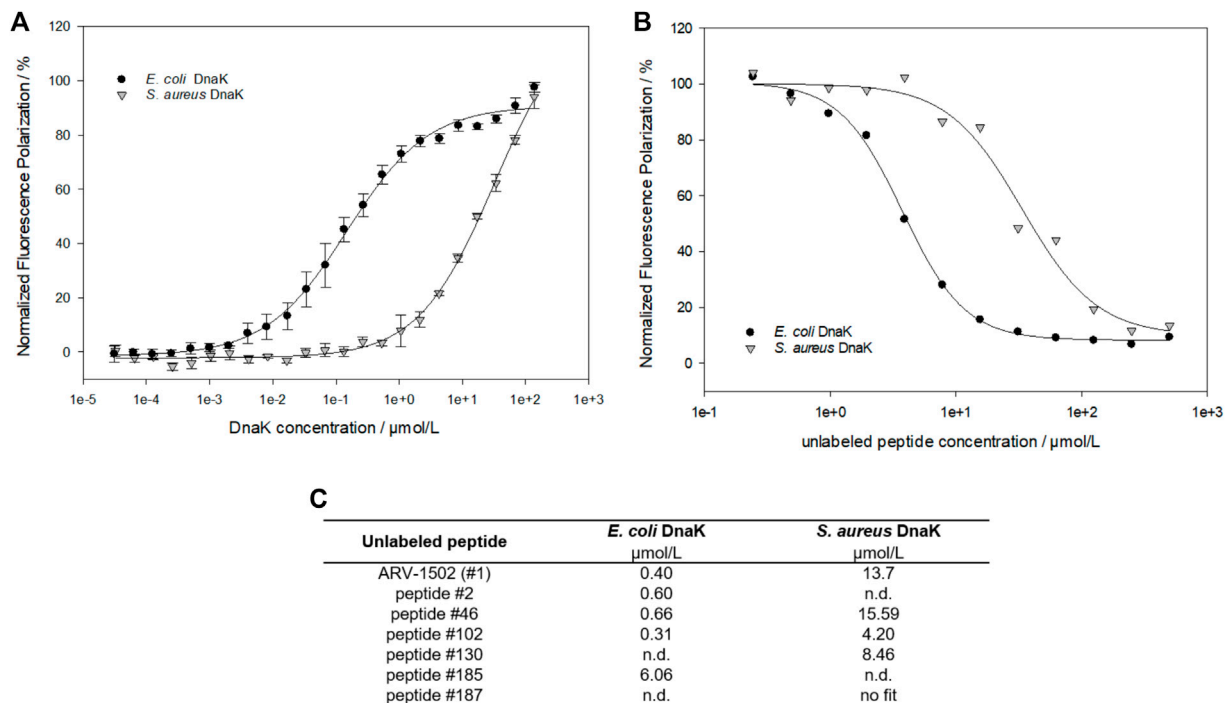 A
Normalized Fluorescence Polarization / %
120
100
80
60
40
20
0
E. coli DnaK
S. aureus DnaK
1e-5 1e-4 1e-3 1e-2 1e-1 1e+0 1e+1 1e+2 1e+3
DnaK concentration / µmol/L
B
Normalized Fluorescence Polarization / %
120
100
80
60
40
20
0
E. coli DnaK
S. aureus DnaK
1e-1 1e+0 1e+1 1e+2 1e+3
unlabeled peptide concentration / µmol/L
C
Unlabeled peptide E. coli DnaK S. aureus DnaK
µmol/L µmol/L
ARV-1502 (#1) 0.40 13.7
peptide #2 0.60 n.d.
peptide #46 0.66 15.59
peptide #102 0.31 4.20
peptide #130 n.d. 8.46
peptide #185 6.06 n.d.
peptide #187 n.d. no fit